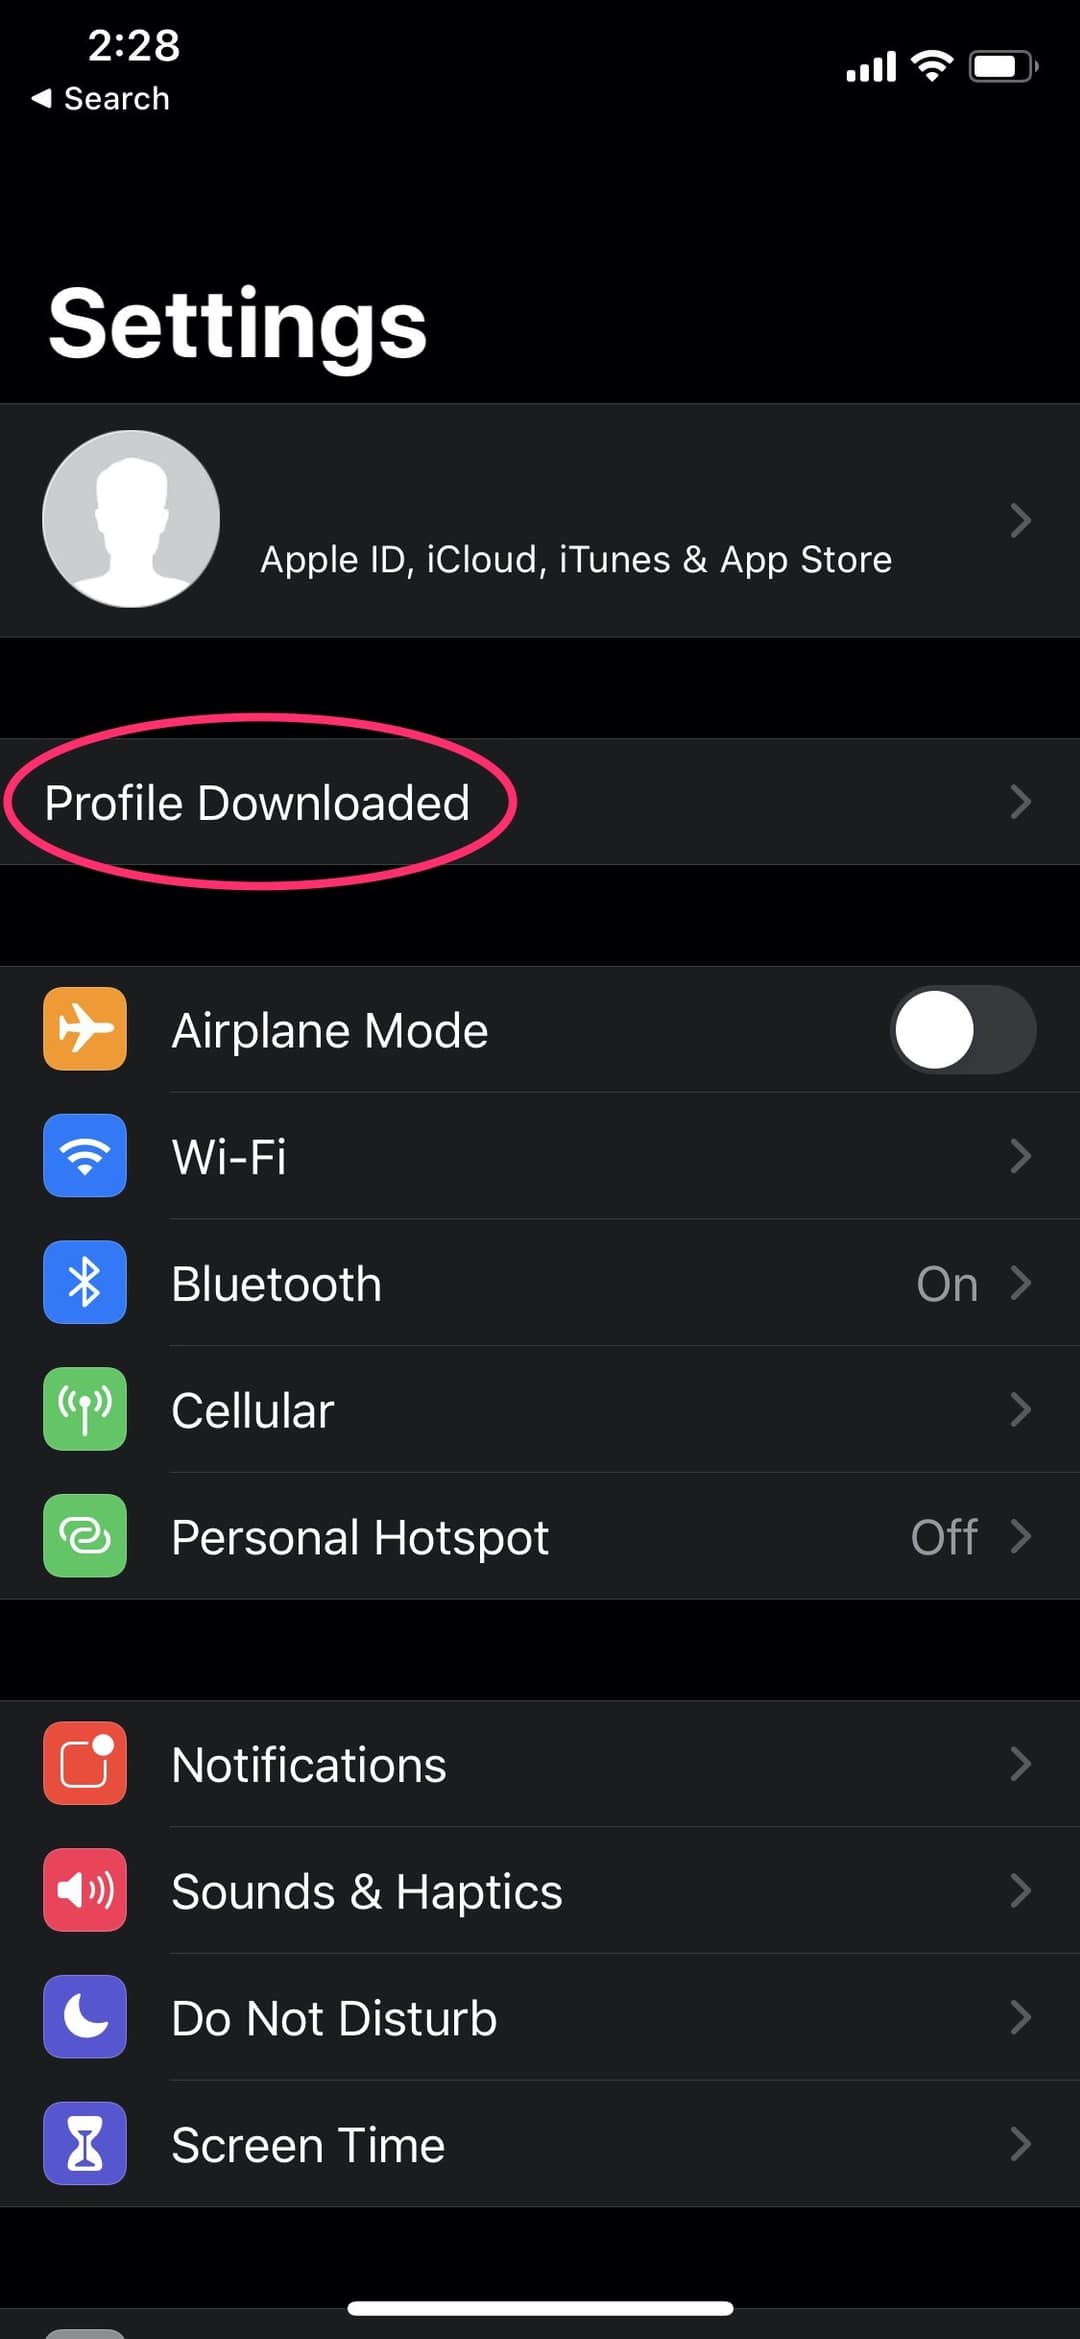 2:28
◀ Search
Settings
Apple ID, iCloud, iTunes & App Store
Profile Downloaded
Airplane Mode
Wi-Fi
Bluetooth On
Cellular
Personal Hotspot Off
Notifications
Sounds & Haptics
Do Not Disturb
Screen Time